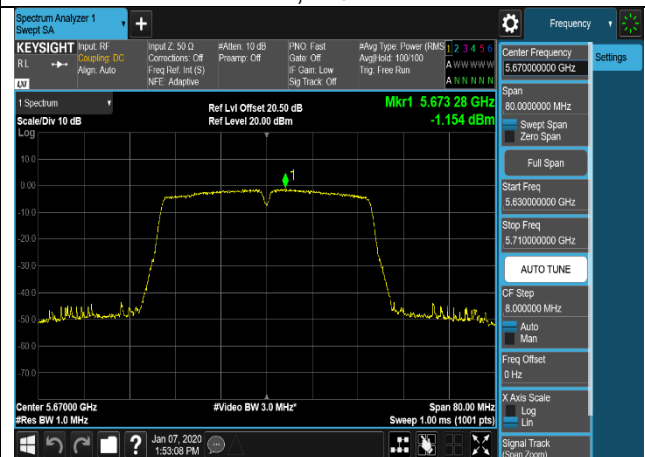 Spectrum Analyzer 1
Swept SA
+
Frequency
KEYSIGHT
RL
LXI
Input: RF
Coupling: DC
Align: Auto
Input Z: 50 Ω
Corrections: Off
Freq Ref: Int (S)
NFE: Adaptive
#Atten: 10 dB
Preamp: Off
PNO: Fast
Gate: Off
IF Gain: Low
Sig Track: Off
#Avg Type: Power (RMS
Avg|Hold: 100/100
Trig: Free Run
1 2 3 4 5 6
A W W W W W
A N N N N N
1 Spectrum
Scale/Div 10 dB
Log
Ref Lvl Offset 20.50 dB
Ref Level 20.00 dBm
Mkr1 5.673 28 GHz
-1.154 dBm
10.0
0.00
-10.0
-20.0
-30.0
-40.0
-50.0
-60.0
-70.0
1
Center 5.67000 GHz
#Res BW 1.0 MHz
#Video BW 3.0 MHz*
Span 80.00 MHz
Sweep 1.00 ms (1001 pts)
Jan 07, 2020
1:53:08 PM
Center Frequency
5.670000000 GHz
Settings
Span
80.0000000 MHz
Swept Span
Zero Span
Full Span
Start Freq
5.630000000 GHz
Stop Freq
5.710000000 GHz
AUTO TUNE
CF Step
8.000000 MHz
Auto
Man
Freq Offset
0 Hz
X Axis Scale
Log
Lin
Signal Track
(Span Zoom)